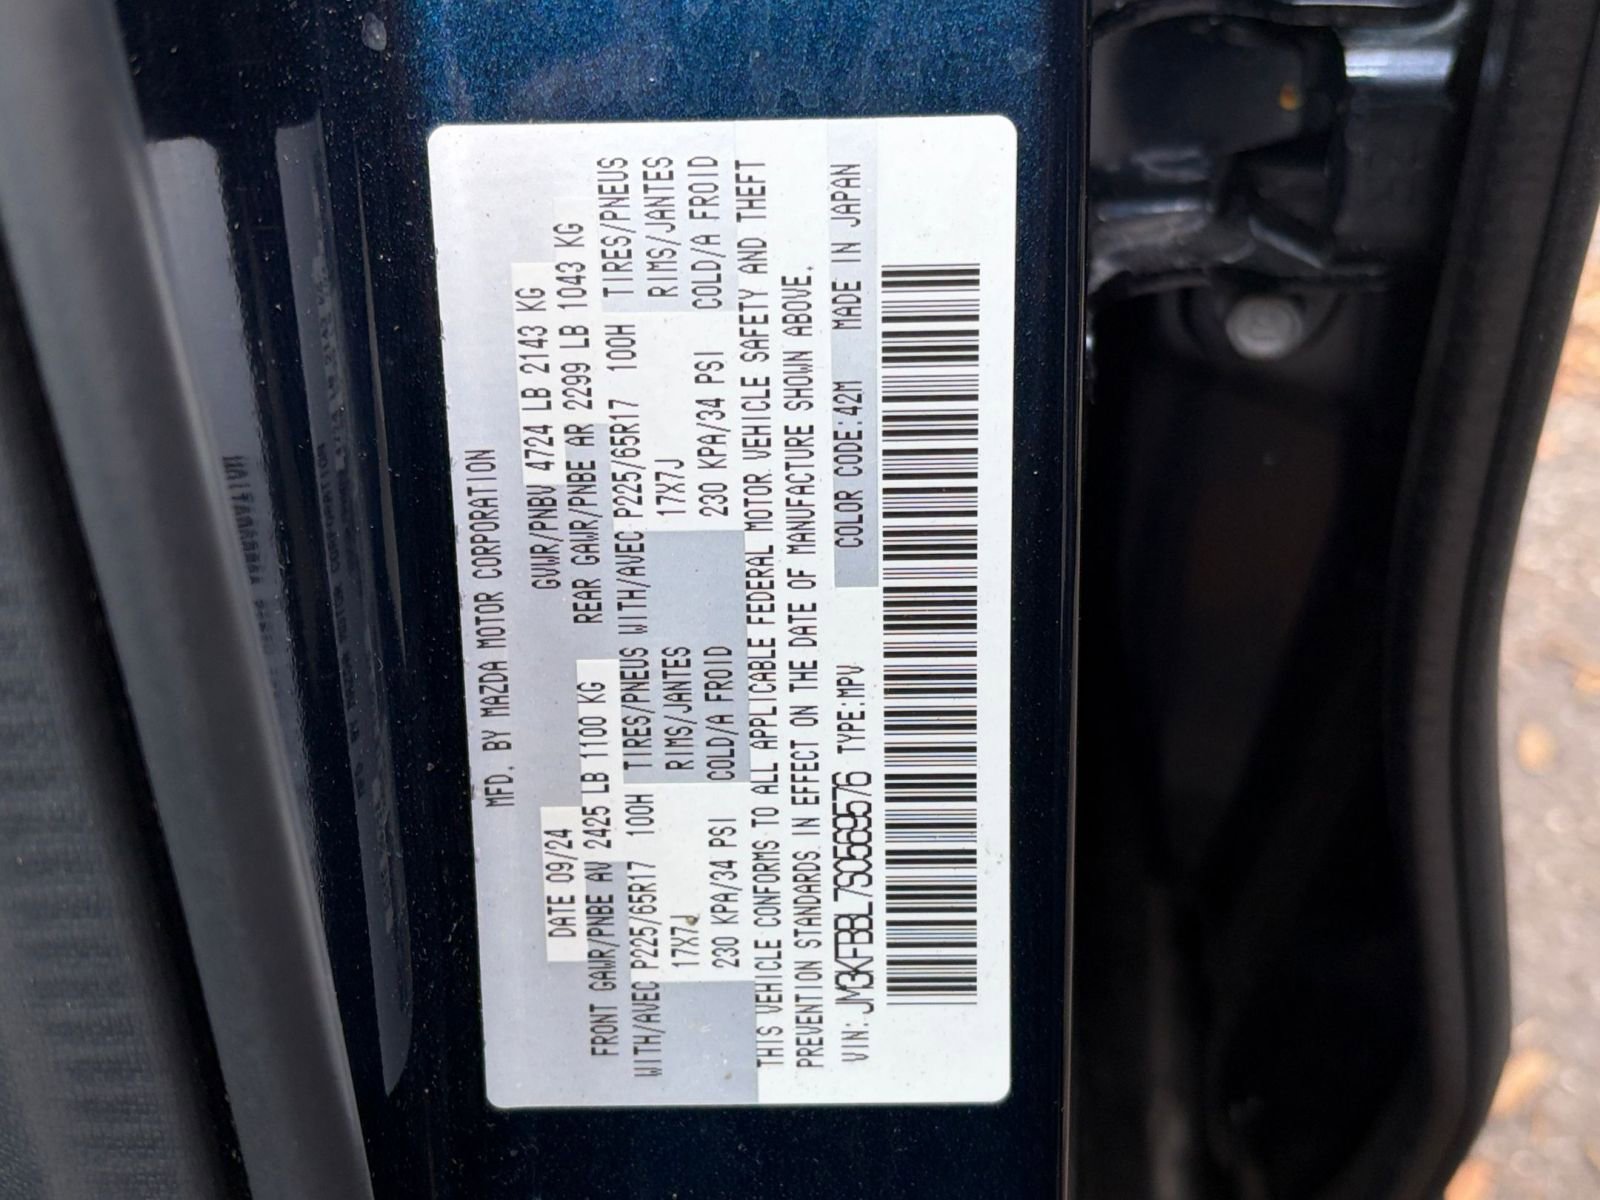 MFD. BY MAZDA MOTOR CORPORATION
DATE 09/24 GVWR/PNBV 4724 LB 2143 KG
FRONT GAWR/PNBE AV 2425 LB 1100 KG REAR GAWR/PNBE AR 2299 LB 1043 KG
WITH/AVEC P225/65R17 100H TIRES/PNEUS WITH/AVEC P225/65R17 100H TIRES/PNEUS
17X7J RIMS/JANTES 17X7J RIMS/JANTES
230 KPA/34 PSI COLD/A FROID 230 KPA/34 PSI COLD/A FROID
THIS VEHICLE CONFORMS TO ALL APPLICABLE FEDERAL MOTOR VEHICLE SAFETY AND THEFT
PREVENTION STANDARDS IN EFFECT ON THE DATE OF MANUFACTURE SHOWN ABOVE.
VIN: JM3KFBBL7S0569576 TYPE:MPV COLOR CODE:42M MADE IN JAPAN